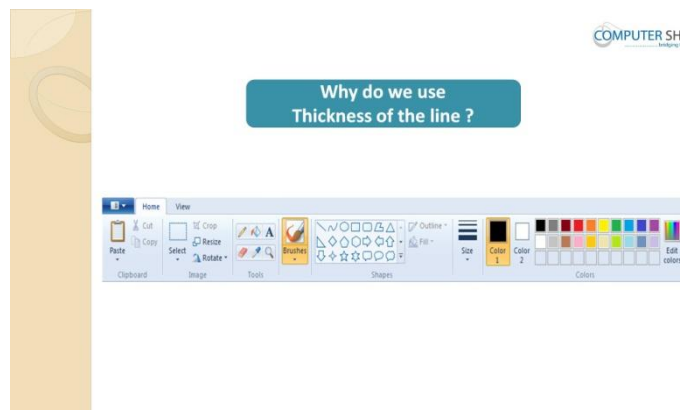 COMPUTER SH
bridging
Why do we use
Thickness of the line ?
Home View
Paste
Cut
Copy
Clipboard
Select
Crop
Resize
Rotate
Image
A
Tools
Brushes
Outline
Fill
Shapes
Size
Color
1
Color
2
Colors
Edit
colors